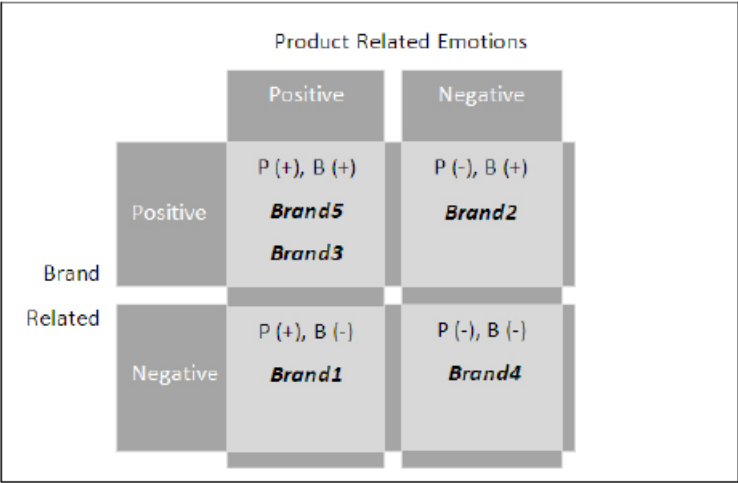 Product Related Emotions
Positive Negative
P (+), B (+) P (-), B (+)
Positive Brand5 Brand2
Brand3
Brand
Related
P (+), B (-) P (-), B (-)
Negative Brand1 Brand4